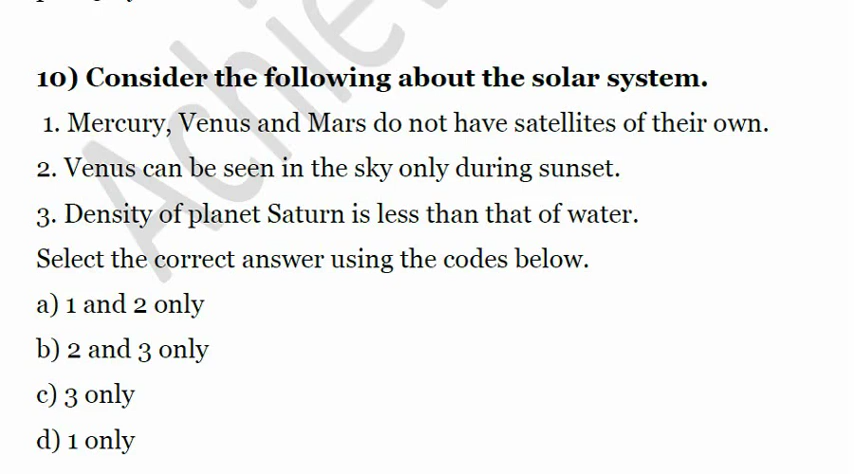 10) Consider the following about the solar system.
1. Mercury, Venus and Mars do not have satellites of their own.
2. Venus can be seen in the sky only during sunset.
3. Density of planet Saturn is less than that of water.
Select the correct answer using the codes below.
a) 1 and 2 only
b) 2 and 3 only
c) 3 only
d) 1 only